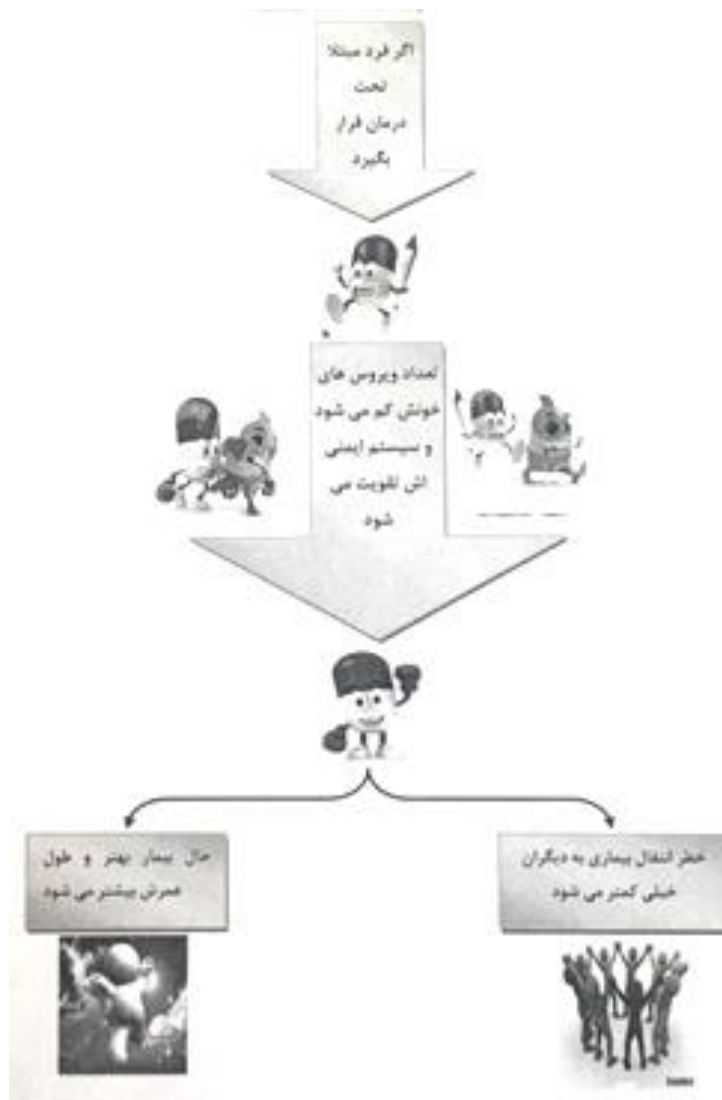 اگر فرد مبتلا
تحت
درمان قرار
بگیرد
تعداد ویروس های
خونش کم می شود
و سیستم ایمنی
اش تقویت می
شود
خطر انتقال بیماری به دیگران
خیلی کمتر می شود
حال بیمار بهتر و طول
عمرش بیشتر می شود